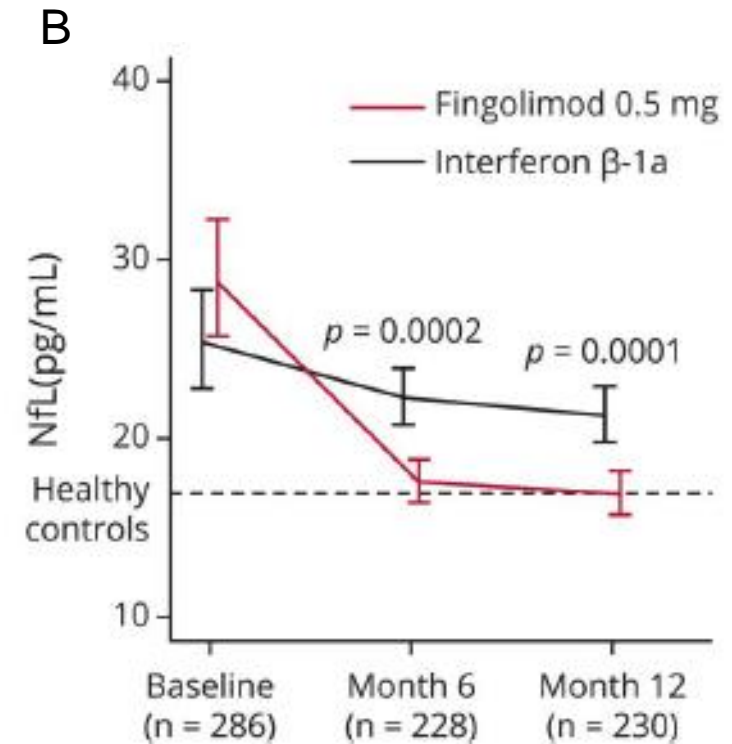 B
40
Fingolimod 0.5 mg
Interferon β-1a
30
NfL(pg/mL)
p = 0.0002
p = 0.0001
20
Healthy
controls
10
Baseline
(n = 286)
Month 6
(n = 228)
Month 12
(n = 230)